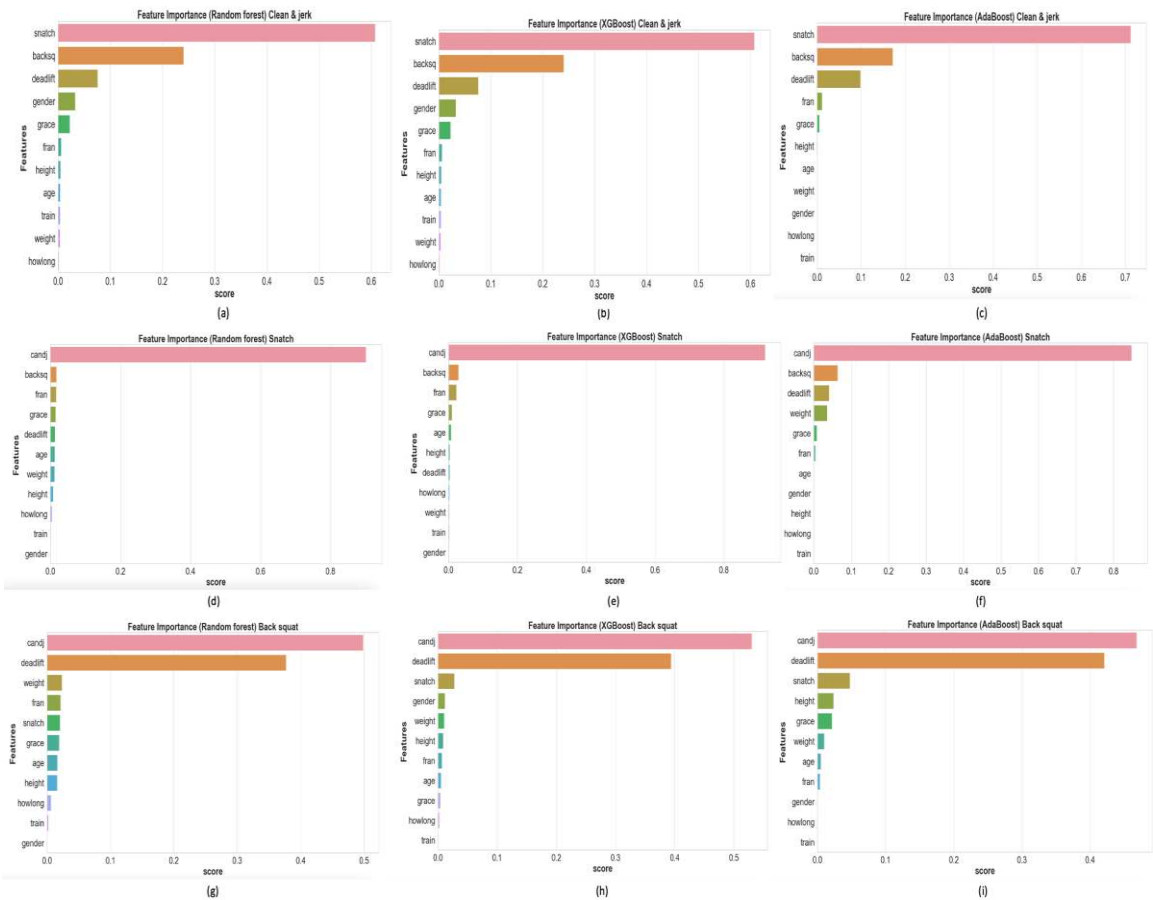 Feature Importance (Random forest) Clean & jerk
Features
snatch
backsq
deadlift
gender
grace
fran
height
age
train
weight
howlong
0.0 0.1 0.2 0.3 0.4 0.5 0.6
score
(a)
Feature Importance (XGBoost) Clean & jerk
Features
snatch
backsq
deadlift
gender
grace
fran
height
age
train
weight
howlong
0.0 0.1 0.2 0.3 0.4 0.5 0.6
score
(b)
Feature Importance (AdaBoost) Clean & jerk
Features
snatch
backsq
deadlift
fran
grace
height
age
weight
gender
howlong
train
0.0 0.1 0.2 0.3 0.4 0.5 0.6 0.7
score
(c)
Feature Importance (Random forest) Snatch
Features
candj
backsq
fran
grace
deadlift
age
weight
height
howlong
train
gender
0.0 0.2 0.4 0.6 0.8
score
(d)
Feature Importance (XGBoost) Snatch
Features
candj
backsq
fran
grace
age
height
deadlift
howlong
weight
train
gender
0.0 0.2 0.4 0.6 0.8
score
(e)
Feature Importance (AdaBoost) Snatch
Features
candj
backsq
deadlift
weight
grace
fran
age
gender
height
howlong
train
0.0 0.1 0.2 0.3 0.4 0.5 0.6 0.7 0.8
score
(f)
Feature Importance (Random forest) Back squat
Features
candj
deadlift
weight
fran
snatch
grace
age
height
howlong
train
gender
0.0 0.1 0.2 0.3 0.4 0.5
score
(g)
Feature Importance (XGBoost) Back squat
Features
candj
deadlift
snatch
gender
weight
height
fran
age
grace
howlong
train
0.0 0.1 0.2 0.3 0.4 0.5
score
(h)
Feature Importance (AdaBoost) Back squat
Features
candj
deadlift
snatch
height
grace
weight
age
fran
gender
howlong
train
0.0 0.1 0.2 0.3 0.4
score
(i)